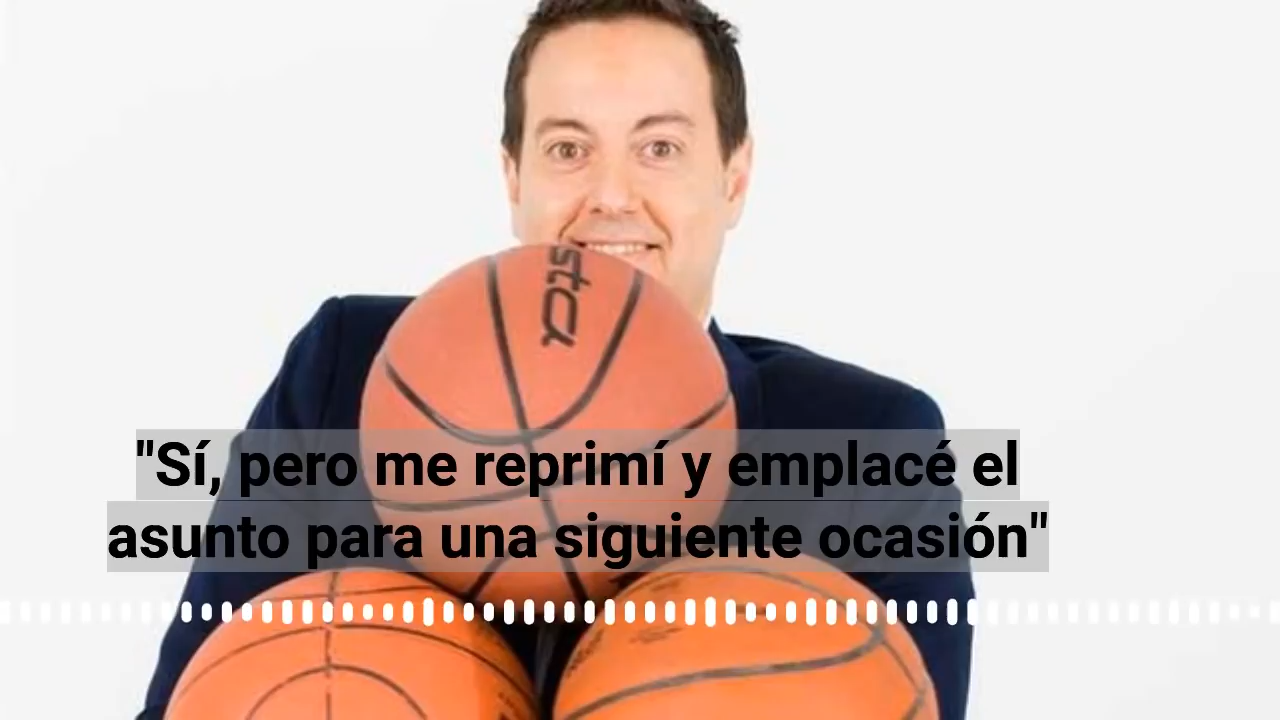 "Sí, pero me reprimí y emplacé el
asunto para una siguiente ocasión"